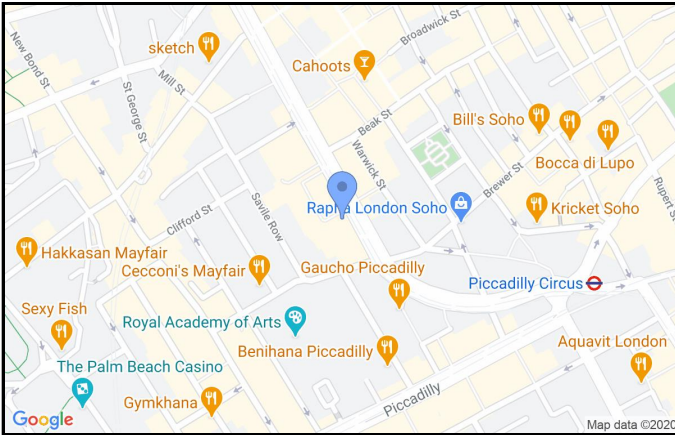 New Bond St
sketch
Mill St
St George St
Cahoots
Broadwick St
Beak St
Bill's Soho
Bocca di Lupo
Warwick St
Brewer St
Rupert St
Kricket Soho
Rapha London Soho
Clifford St
Savile Row
Hakkasan Mayfair
Cecconi's Mayfair
Gaucho Piccadilly
Piccadilly Circus
Sexy Fish
Royal Academy of Arts
Benihana Piccadilly
Aquavit London
The Palm Beach Casino
Gymkhana
Piccadilly
Google
Map data ©2020